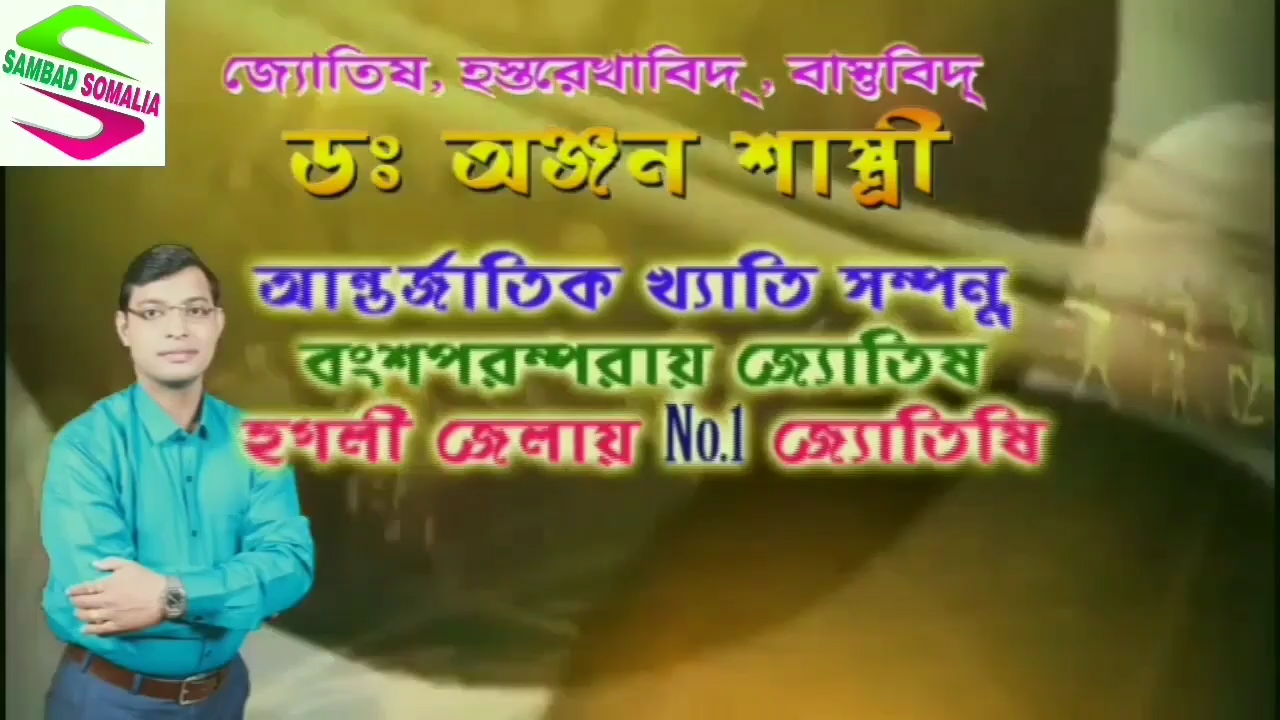 SAMBAD SOMALIA
জ্যোতিষ, হস্তরেখাবিদ্, বাস্তুবিদ্
ডঃ অঞ্জন শাস্ত্রী
আন্তর্জাতিক খ্যাতি সম্পন্ন
বংশপরম্পরায় জ্যোতিষ
হুগলী জেলায় No.1 জ্যোতিষি